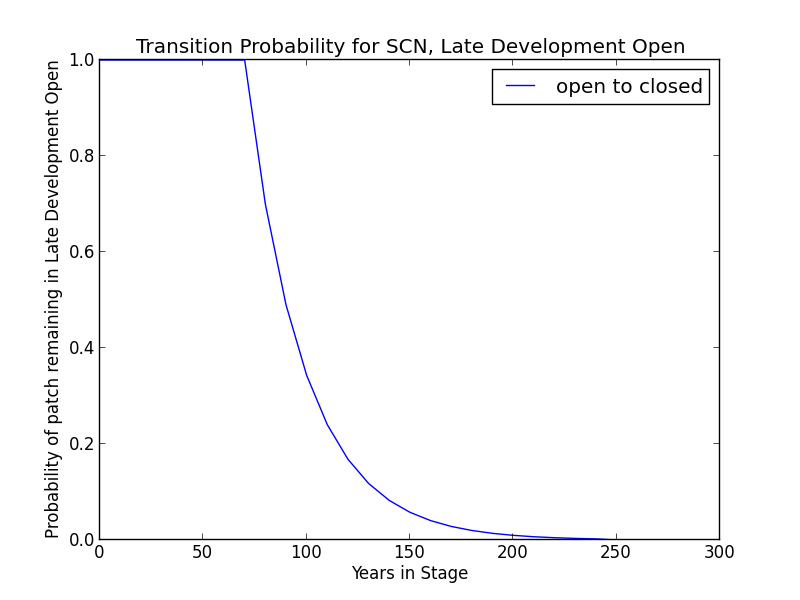 Transition Probability for SCN, Late Development Open
open to closed
Probability of patch remaining in Late Development Open
1.0
0.8
0.6
0.4
0.2
0.0
0 50 100 150 200 250 300
Years in Stage